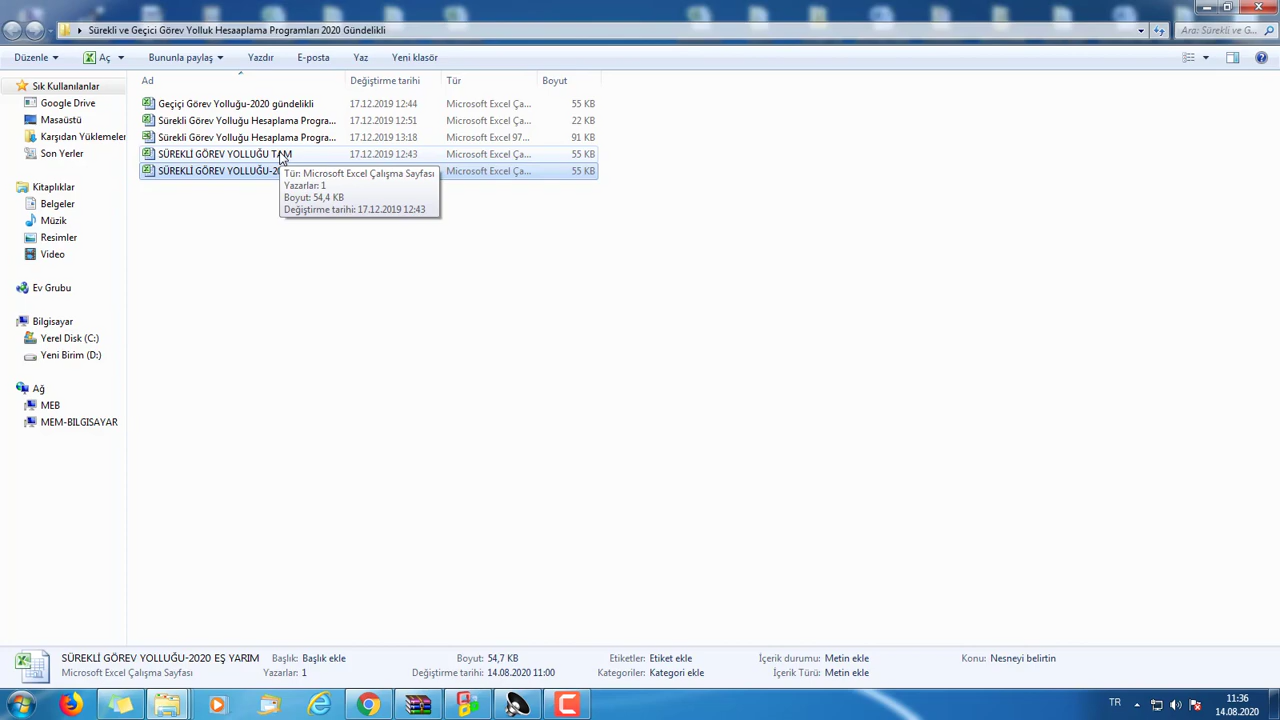 Sürekli ve Geçici Görev Yolluk Hesaaplama Programları 2020 Gündelikli
Ara: Sürekli ve G...
Düzenle
Aç
Bununla paylaş
Yazdır
E-posta
Yaz
Yeni klasör
Ad
Değiştirme tarihi
Tür
Boyut
Geçiçi Görev Yolluğu-2020 gündelikli 17.12.2019 12:44 Microsoft Excel Ça... 55 KB
Sürekli Görev Yolluğu Hesaplama Progra... 17.12.2019 12:51 Microsoft Excel Ça... 22 KB
Sürekli Görev Yolluğu Hesaplama Progra... 17.12.2019 13:18 Microsoft Excel 97... 91 KB
SÜREKLİ GÖREV YOLLUĞU TAM 17.12.2019 12:43 Microsoft Excel Ça... 55 KB
SÜREKLİ GÖREV YOLLUĞU-20 Microsoft Excel Ça... 55 KB
Tür: Microsoft Excel Çalışma Sayfası
Yazarlar: 1
Boyut: 54,4 KB
Değiştirme tarihi: 17.12.2019 12:43
Sık Kullanılanlar
Google Drive
Masaüstü
Karşıdan Yüklemeler
Son Yerler
Kitaplıklar
Belgeler
Müzik
Resimler
Video
Ev Grubu
Bilgisayar
Yerel Disk (C:)
Yeni Birim (D:)
Ağ
MEB
MEM-BILGISAYAR
SÜREKLİ GÖREV YOLLUĞU-2020 EŞ YARIM Başlık: Başlık ekle Boyut: 54,7 KB Etiketler: Etiket ekle İçerik durumu: Metin ekle Konu: Nesneyi belirtin
Microsoft Excel Çalışma Sayfası Yazarlar: 1 Değiştirme tarihi: 14.08.2020 11:00 Kategoriler: Kategori ekle İçerik Türü: Metin ekle
TR
11:36
14.08.2020